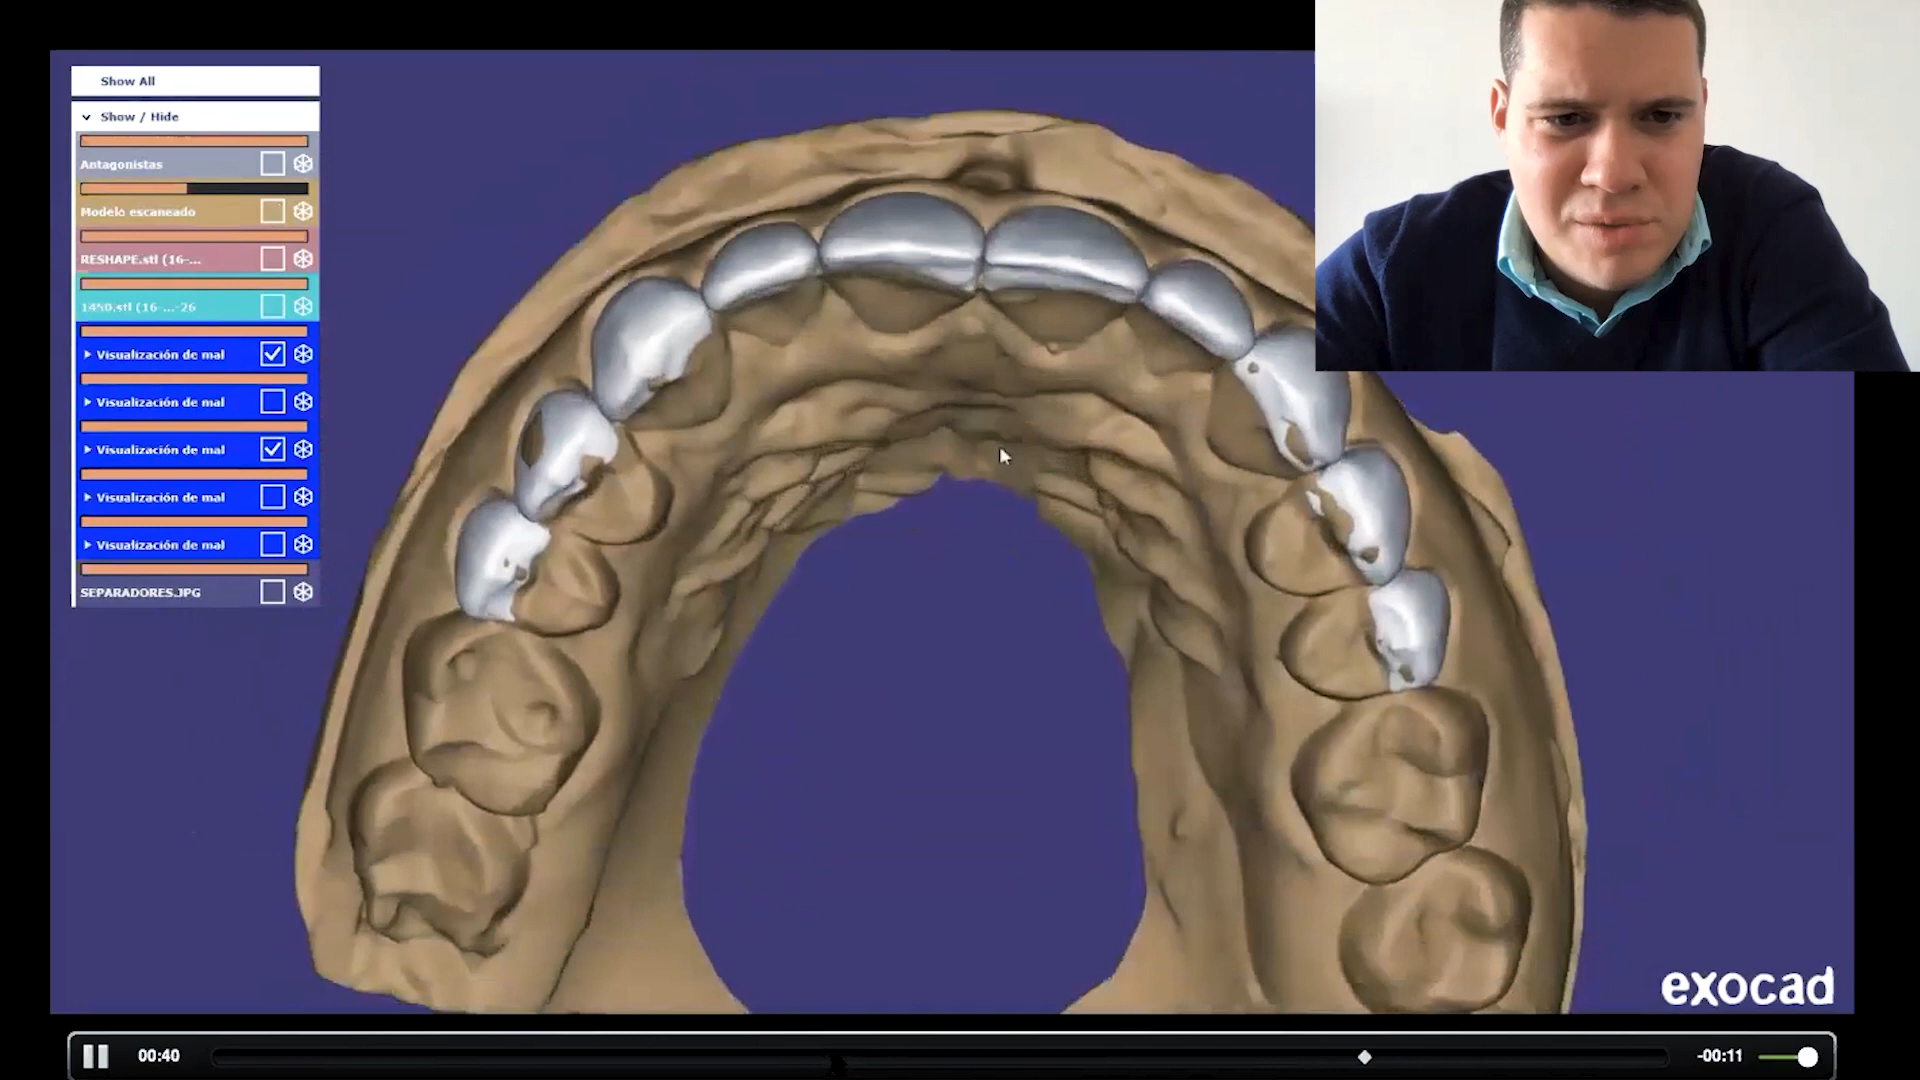 Show All
Show / Hide
Antagonistas
Modelo escaneado
RESHAPE.stl (16-...
1450.stl (16-...-26
Visualización de mal
Visualización de mal
Visualización de mal
Visualización de mal
Visualización de mal
SEPARADORES.JPG
exocad
00:40
-00:11